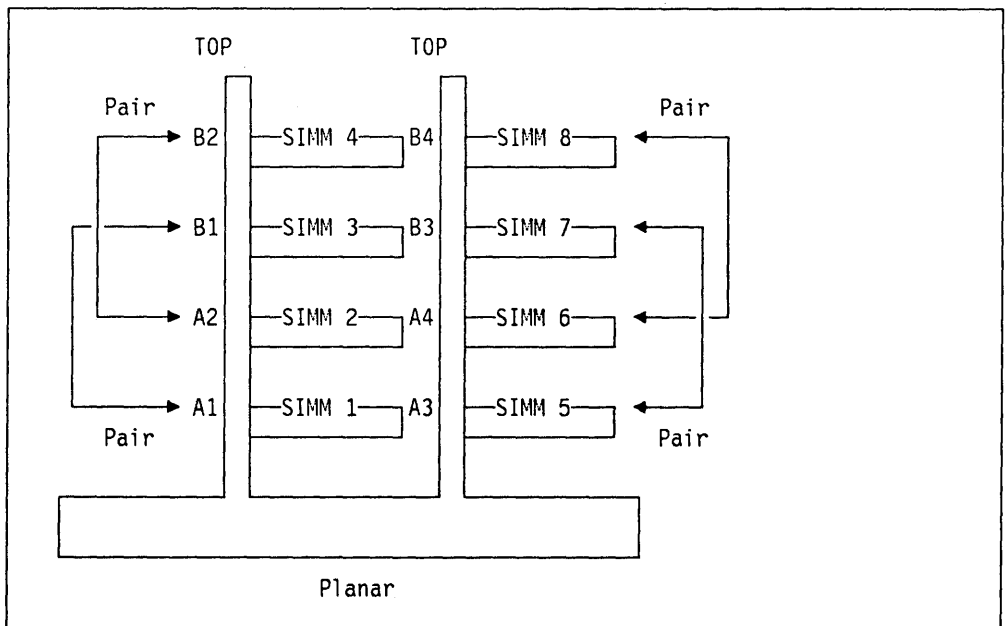 TOP TOP
Pair Pair
B2 SIMM 4 B4 SIMM 8
B1 SIMM 3 B3 SIMM 7
A2 SIMM 2 A4 SIMM 6
A1 SIMM 1 A3 SIMM 5
Pair Pair
Planar